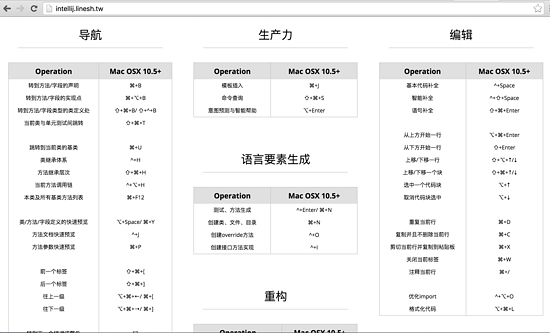 intellij.linesh.tw
导航
Operation Mac OSX 10.5+
转到方法/字段的声明 ⌘+B
转到方法/字段的实现点 ⌘+⌥+B
转到方法/字段类型的类定义处 ⇧+⌘+B/ ⇧+^+B
当前类与单元测试间跳转 ⇧+⌘+T
跳转到当前类的基类 ⌘+U
类继承体系 ^+H
方法继承层次 ⇧+⌘+H
当前方法调用链 ^+⌥+H
本类及所有基类方法列表 ⌘+F12
类/方法/字段定义的快速预览 ⌥+Space/ ⌘+Y
方法文档快速预览 ^+J
方法参数快速预览 ⌘+P
前一个标签 ⇧+⌘+[
后一个标签 ⇧+⌘+]
往上一级 ⌥+⌘+←/ ⌘+[
往下一级 ⌥+⌘+→/ ⌘+]
生产力
Operation Mac OSX 10.5+
模板插入 ⌘+J
命令查询 ⇧+⌘+S
意图预测与智能帮助 ⌥+Enter
语言要素生成
Operation Mac OSX 10.5+
测试、方法生成 ^+Enter/ ⌘+N
创建类、文件、目录 ⌘+N
创建override方法 ^+O
创建接口方法实现 ^+I
重构
Operation Mac OSX 10.5+
编辑
Operation Mac OSX 10.5+
基本代码补全 ^+Space
智能补全 ^+⇧+Space
语句补全 ⇧+⌘+Enter
从上方开始一行 ⌥+⌘+Enter
从下方开始一行 ⇧+Enter
上移/下移一行 ⇧+⌥+↑/↓
上移/下移一个块 ⇧+⌘+↑/↓
选中一个代码块 ⌥+↑
取消代码块选中 ⌥+↓
重复当前行 ⌘+D
复制并且不删除当前行 ⌘+C
剪切当前行并复制到粘贴板 ⌘+X
关闭当前标签 ⌘+W
注释当前行 ⌘+/
优化import ^+⌥+O
格式化代码 ⌥+⌘+L